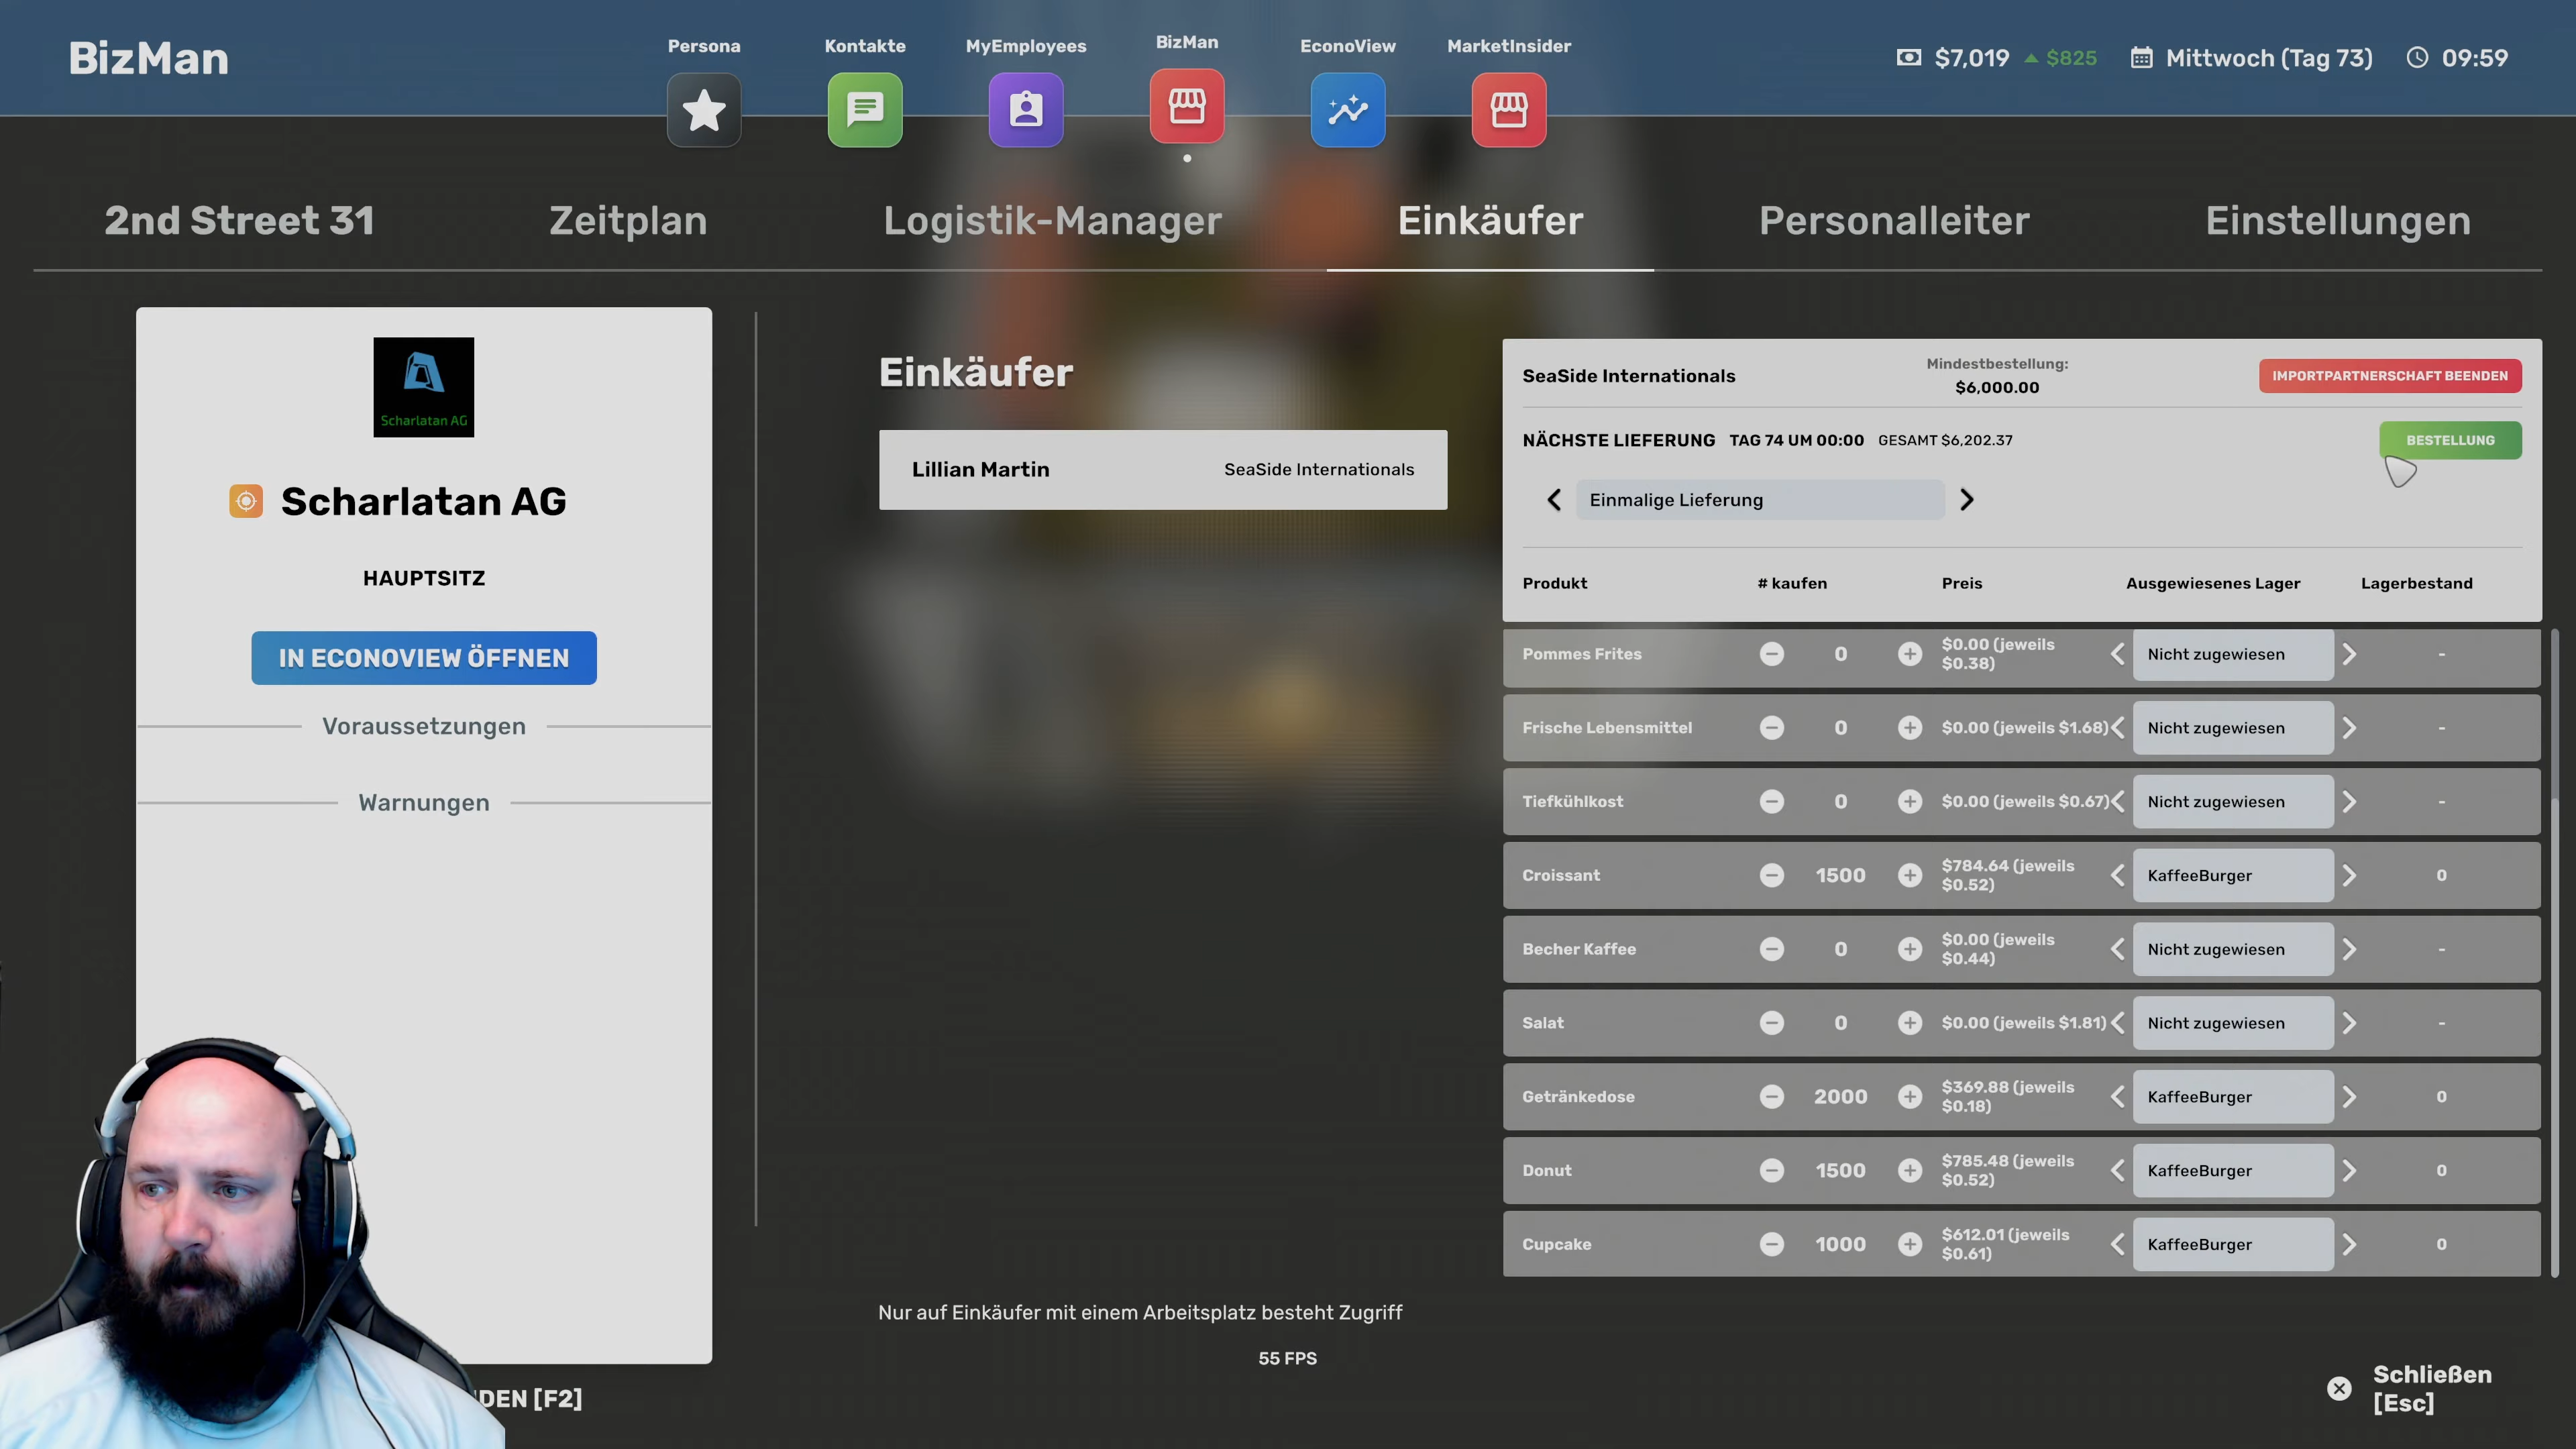 BizMan
Persona
Kontakte
MyEmployees
BizMan
EconoView
MarketInsider
$7,019 $825 Mittwoch (Tag 73) 09:59
2nd Street 31 Zeitplan Logistik-Manager Einkäufer Personalleiter Einstellungen
Scharlatan AG
Scharlatan AG
HAUPTSITZ
IN ECONOVIEW ÖFFNEN
Voraussetzungen
Warnungen
DEN [F2]
Einkäufer
Lillian Martin SeaSide Internationals
Nur auf Einkäufer mit einem Arbeitsplatz besteht Zugriff
55 FPS
SeaSide Internationals
Mindestbestellung:
$6,000.00
IMPORTPARTNERSCHAFT BEENDEN
NÄCHSTE LIEFERUNG TAG 74 UM 00:00 GESAMT $6,202.37
BESTELLUNG
Einmalige Lieferung
Produkt # kaufen Preis Ausgewiesenes Lager Lagerbestand
Pommes Frites 0 $0.00 (jeweils
$0.38) Nicht zugewiesen -
Frische Lebensmittel 0 $0.00 (jeweils $1.68) Nicht zugewiesen -
Tiefkühlkost 0 $0.00 (jeweils $0.67) Nicht zugewiesen -
Croissant 1500 $784.64 (jeweils
$0.52) KaffeeBurger 0
Becher Kaffee 0 $0.00 (jeweils
$0.44) Nicht zugewiesen -
Salat 0 $0.00 (jeweils $1.81) Nicht zugewiesen -
Getränkedose 2000 $369.88 (jeweils
$0.18) KaffeeBurger 0
Donut 1500 $785.48 (jeweils
$0.52) KaffeeBurger 0
Cupcake 1000 $612.01 (jeweils
$0.61) KaffeeBurger 0
Schließen
[Esc]